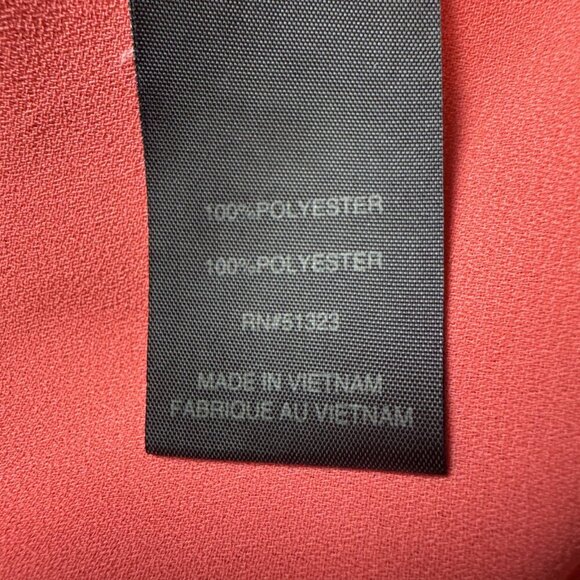 100%POLYESTER
100%POLYESTER
RN#51323
MADE IN VIETNAM
FABRIQUE AU VIETNAM